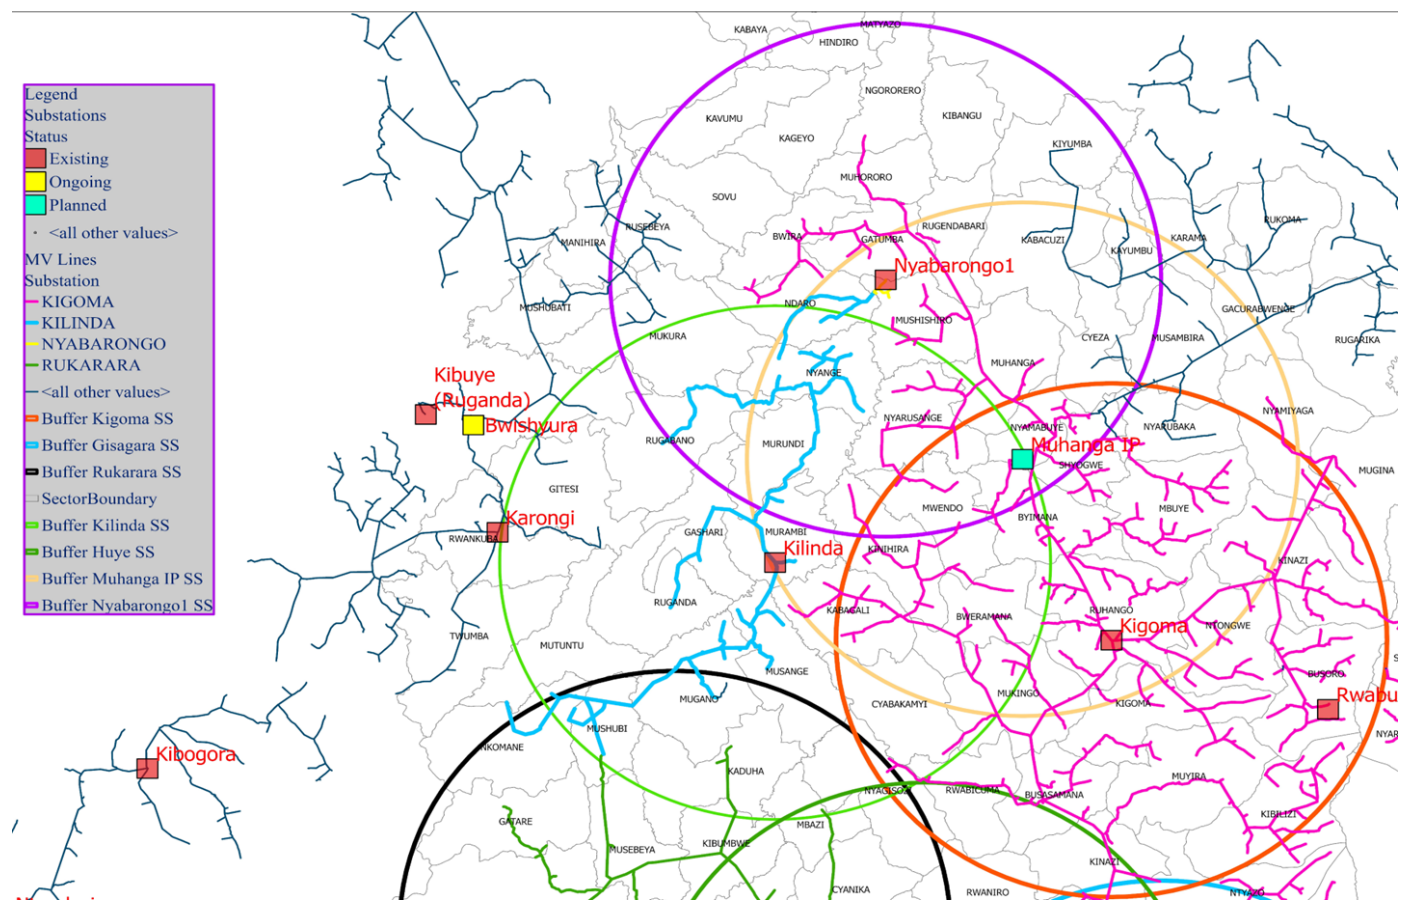 Legend
Substations
Status
Existing
Ongoing
Planned
<all other values>
MV Lines
Substation
KIGOMA
KILINDA
NYABARONGO
RUKARARA
<all other values>
Buffer Kigoma SS
Buffer Gisagara SS
Buffer Rukarara SS
SectorBoundary
Buffer Kilinda SS
Buffer Huye SS
Buffer Muhanga IP SS
Buffer Nyabarongo1 SS
MATYAZO
KABAYA
HINDIRO
NGORORERO
KIBANGU
KAVUMU
KAGEYO
KIYUMBA
MUHORORO
SOVU
RUSEBEYA
MANIHIRA
BWIRA
GATUMBA
RUGENDABARI
KABACUZI
KAYUMBU
KARAMA
RUKOMA
Nyabarongo1
MUSHUBATI
NDARO
MUSHISHIRO
GACURABWENGE
MUKURA
CYEZA
MUSAMBIRA
RUGARIKA
NYANGE
MUHANGA
Kibuye
(Ruganda)
Bwishyura
NYARUSANGE
NYAMIYAGA
RUGABANO
MURUNDI
NYAMABUYE
NYARUBAKA
Muhanga IP
SHYOGWE
MUGINA
GITESI
MWENDO
BYIMANA
MBUYE
Karongi
RWANKUBA
GASHARI
MURAMBI
Kilinda
KINIHIRA
KINAZI
RUGANDA
KABAGALI
BWERAMANA
RUHANGO
Kigoma
NTONGWE
TWUMBA
MUTUNTU
MUSANGE
BUSORO
MUGANO
CYABAKAMYI
MUKINGO
KIGOMA
Rwabu
MUSHUBI
NKOMANE
NYAR
Kibogora
KADUHA
NYAGISOZI
RWABICUMA
BUSASAMANA
MUYIRA
GATARE
MBAZI
KIBILIZI
MUSEBEYA
KIBUMBWE
KINAZI
CYANIKA
RWANIRO
NTYAZO